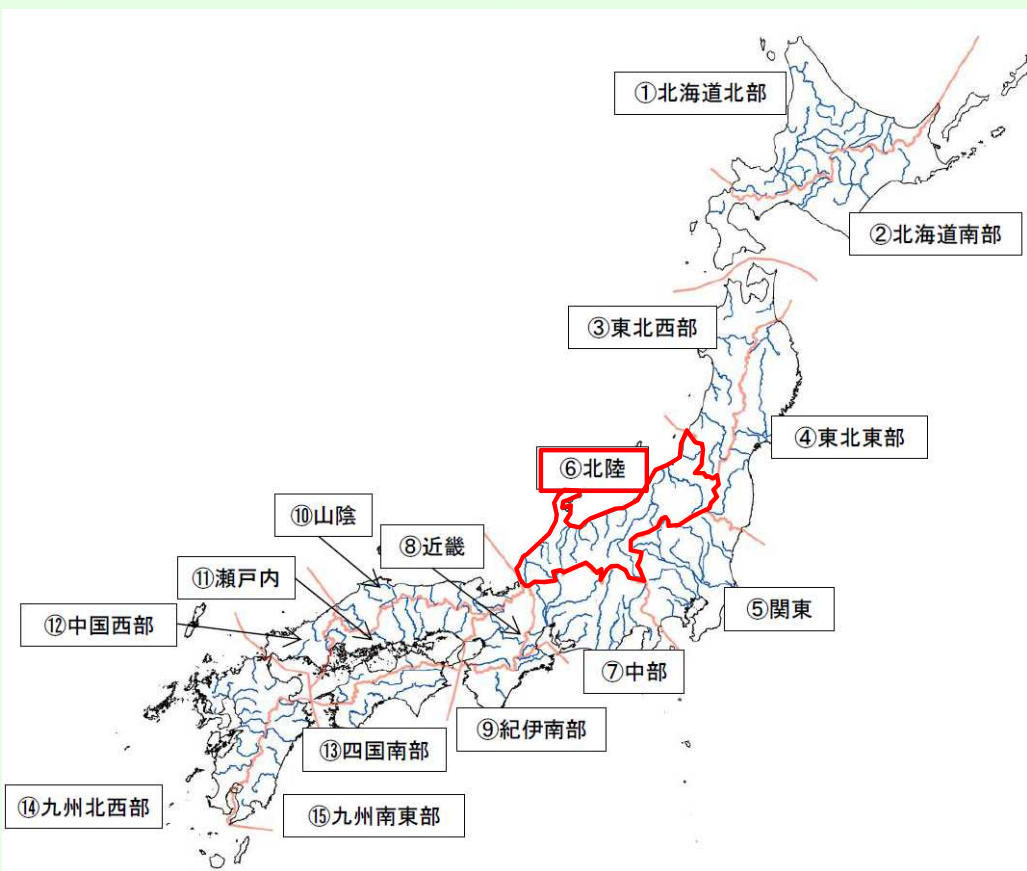 ①北海道北部
②北海道南部
③東北西部
④東北東部
⑥北陸
⑩山陰
⑧近畿
⑪瀬戸内
⑤関東
⑫中国西部
⑦中部
⑨紀伊南部
⑬四国南部
⑭九州北西部
⑮九州南東部